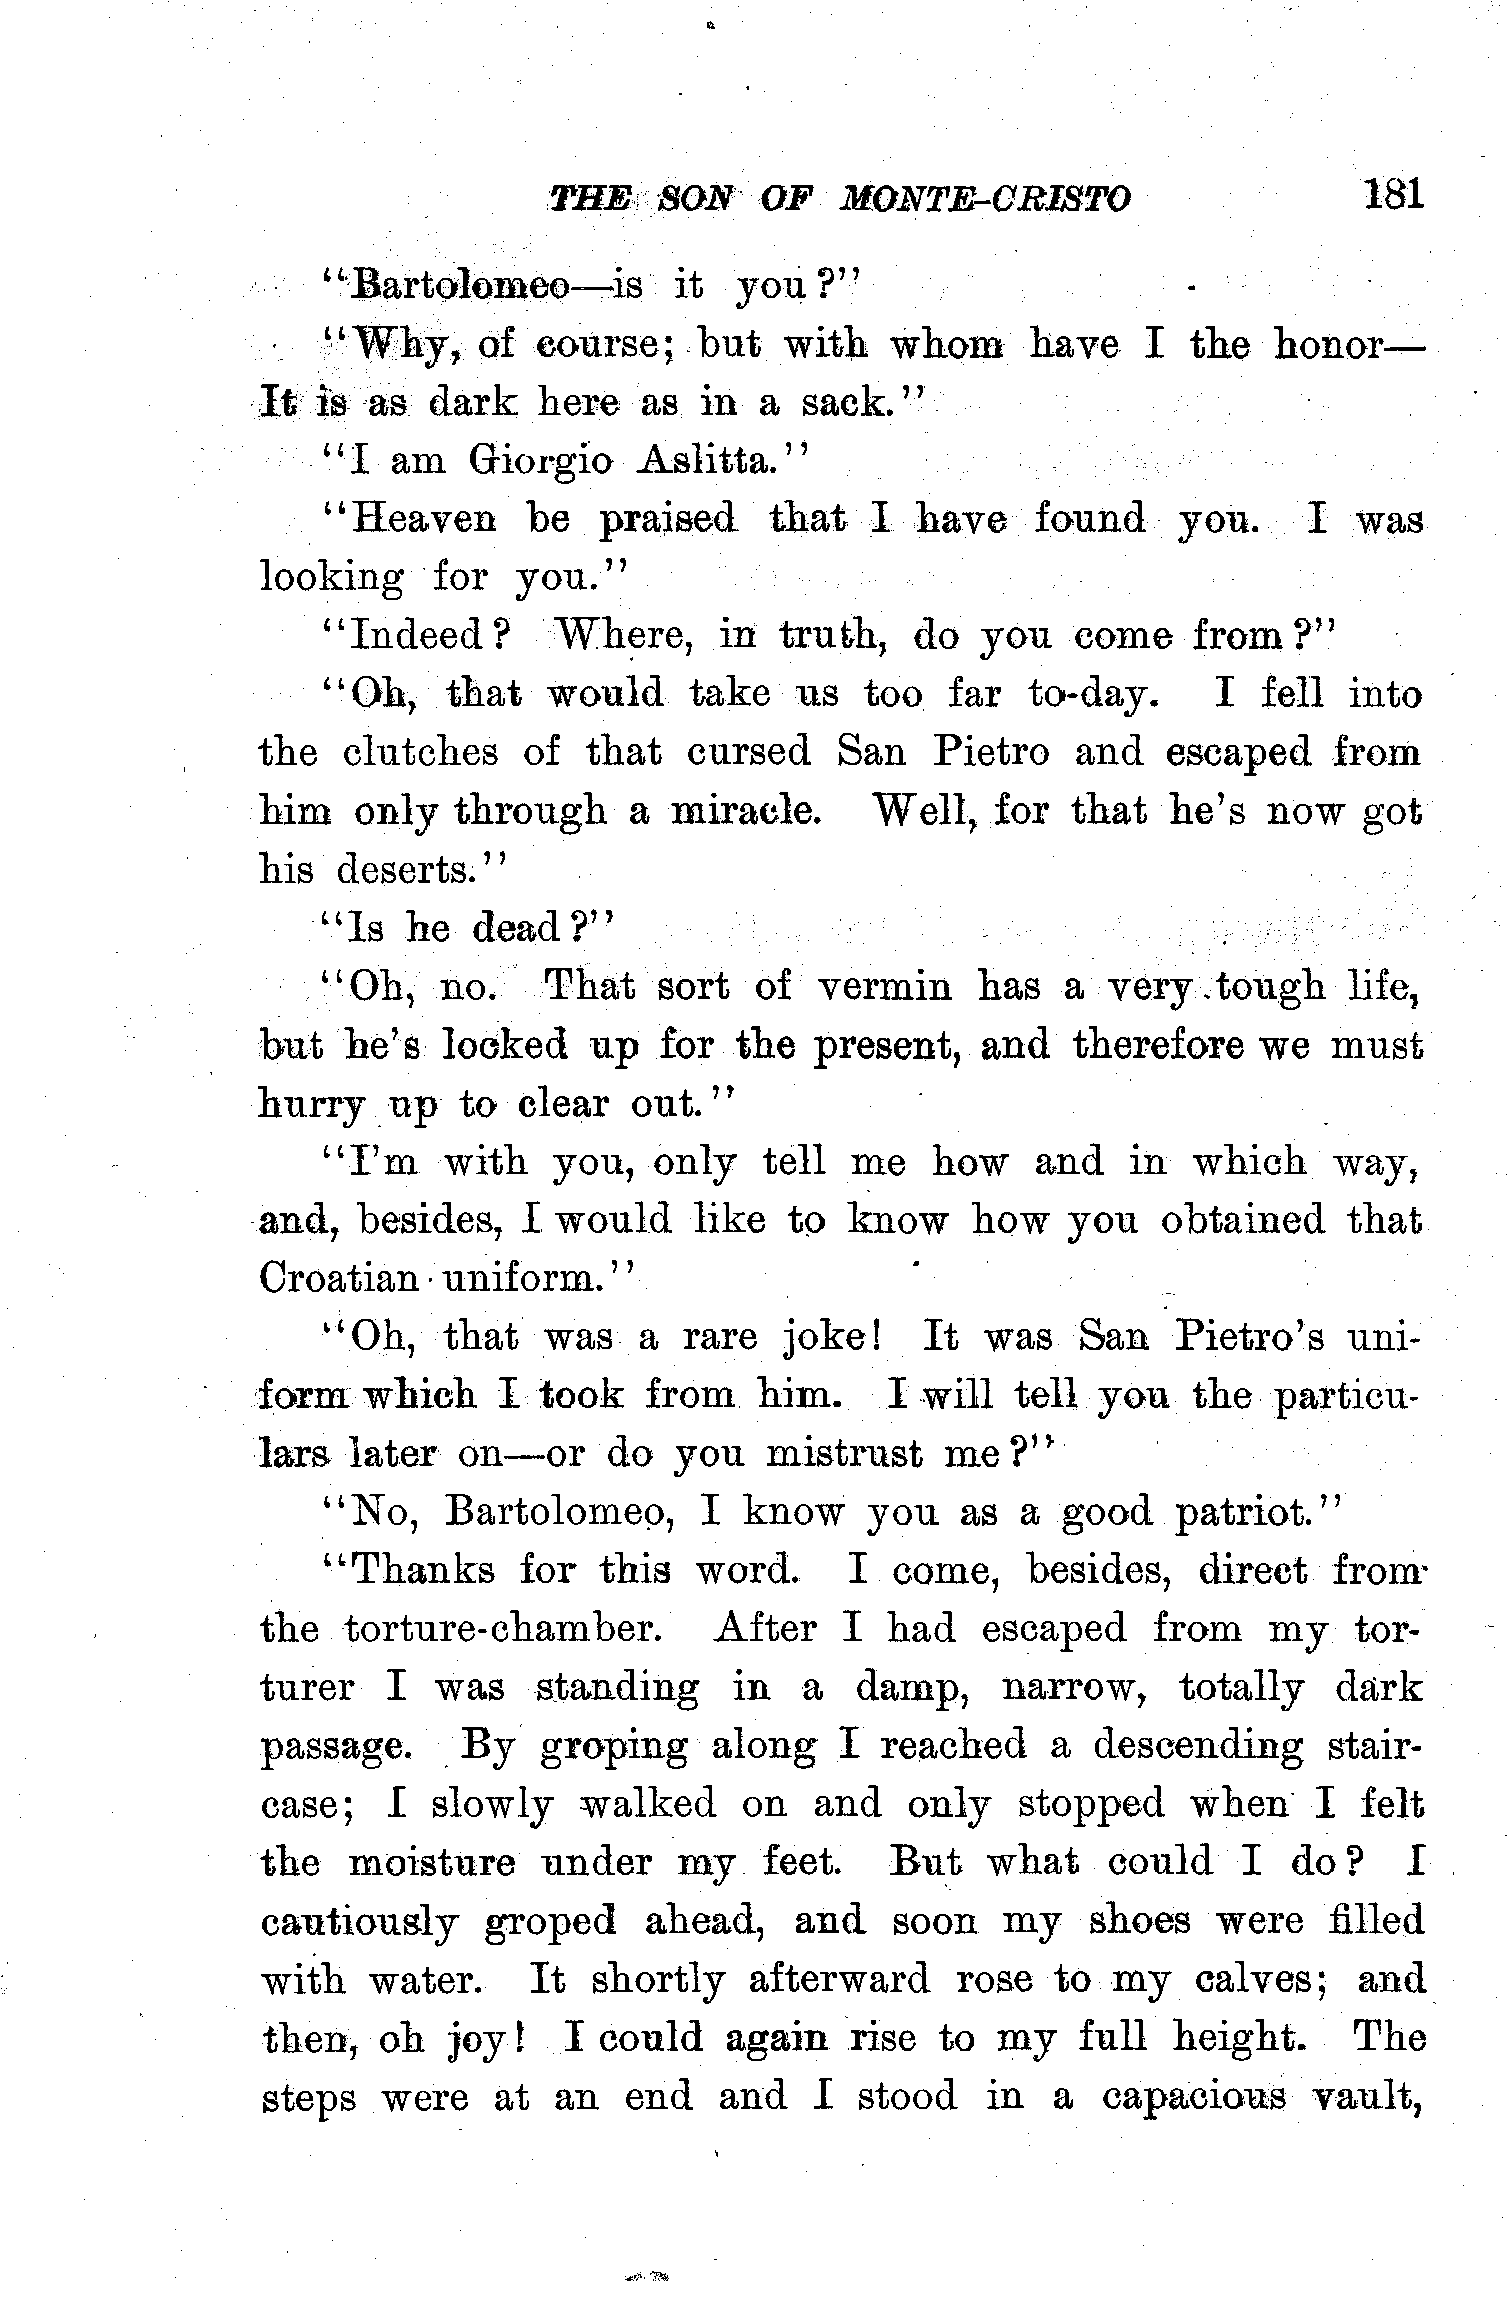 THE SON OF MONTE-CRISTO 181
"Bartolomeo—is it you?"
"Why, of course; but with whom have I the honor—
It is as dark here as in a sack."
"I am Giorgio Aslitta."
"Heaven be praised that I have found you. I was
looking for you."
"Indeed? Where, in truth, do you come from?"
"Oh, that would take us too far to-day. I fell into
the clutches of that cursed San Pietro and escaped from
him only through a miracle. Well, for that he's now got
his deserts."
"Is he dead?"
"Oh, no. That sort of vermin has a very tough life,
but he's locked up for the present, and therefore we must
hurry up to clear out."
"I'm with you, only tell me how and in which way,
and, besides, I would like to know how you obtained that
Croatian uniform."
"Oh, that was a rare joke! It was San Pietro's uni-
form which I took from him. I will tell you the particu-
lars later on—or do you mistrust me?"
"No, Bartolomeo, I know you as a good patriot."
"Thanks for this word. I come, besides, direct from
the torture-chamber. After I had escaped from my tor-
turer I was standing in a damp, narrow, totally dark
passage. By groping along I reached a descending stair-
case; I slowly walked on and only stopped when I felt
the moisture under my feet. But what could I do? I
cautiously groped ahead, and soon my shoes were filled
with water. It shortly afterward rose to my calves; and
then, oh joy! I could again rise to my full height. The
steps were at an end and I stood in a capacious vault,